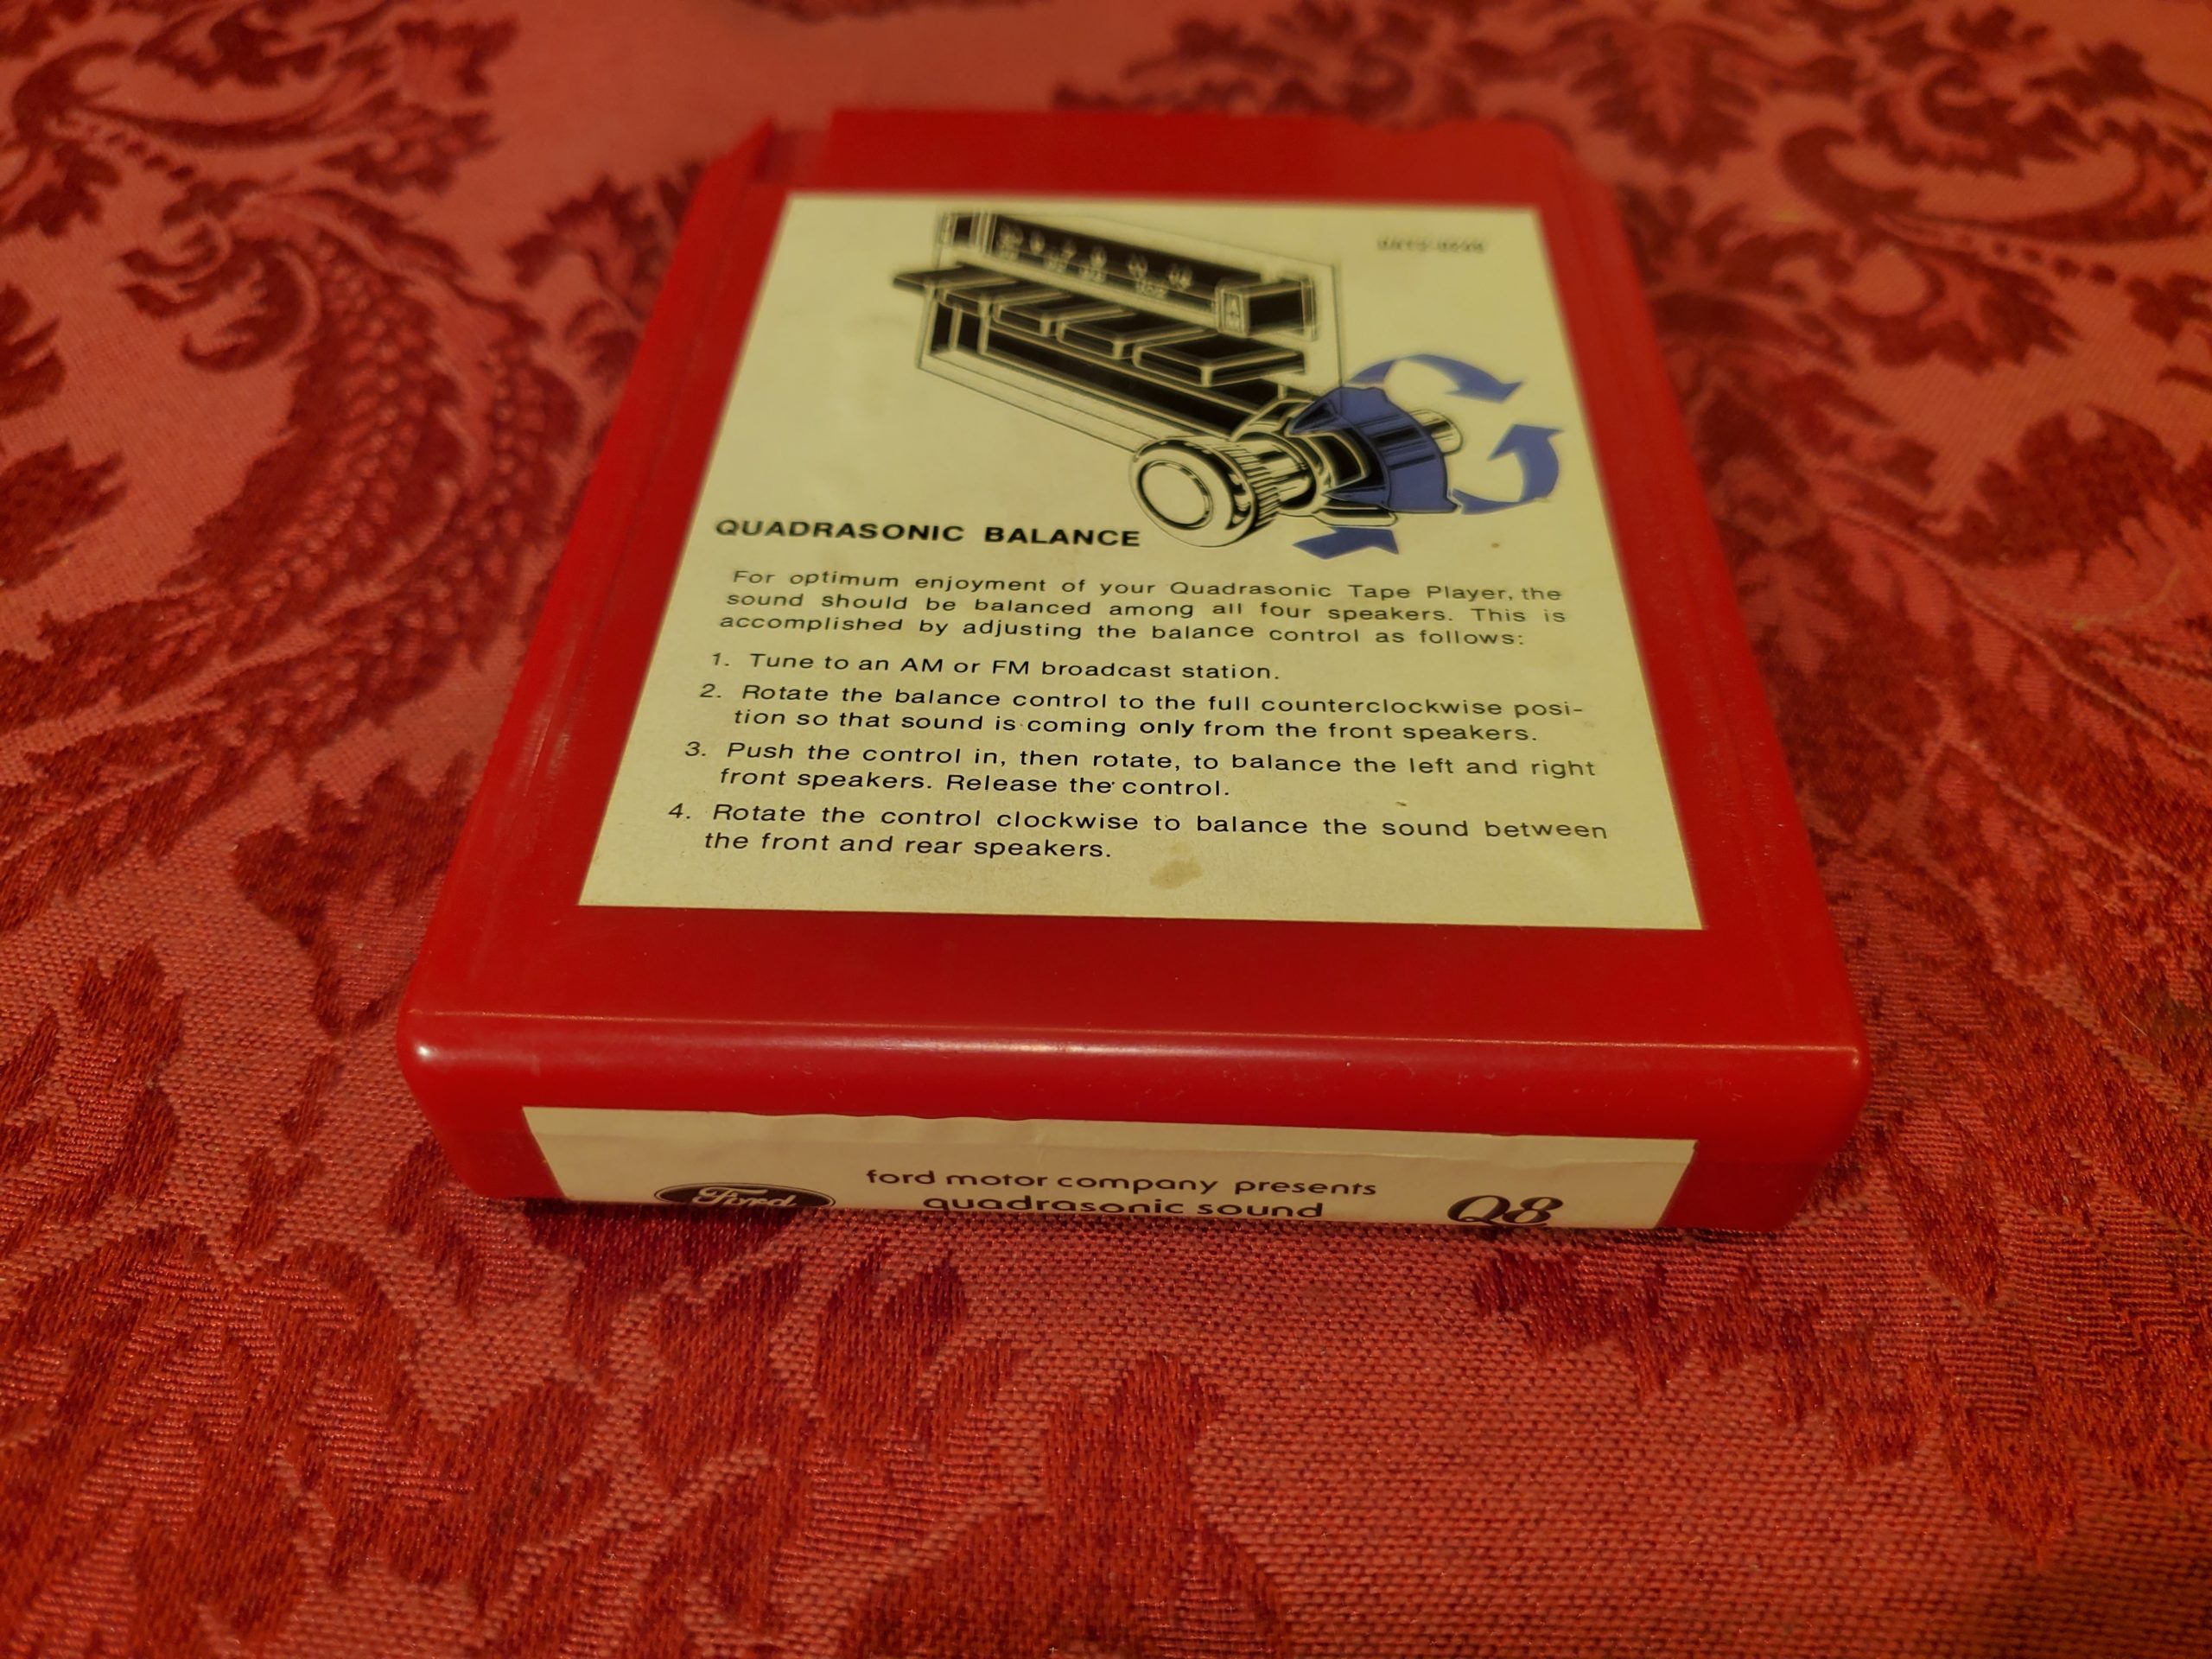 QUADRASONIC BALANCE
For optimum enjoyment of your Quadrasonic Tape Player, the
sound should be balanced among all four speakers. This is
accomplished by adjusting the balance control as follows:
1. Tune to an AM or FM broadcast station.
2. Rotate the balance control to the full counterclockwise posi-
tion so that sound is coming only from the front speakers.
3. Push the control in, then rotate, to balance the left and right
front speakers. Release the control.
4. Rotate the control clockwise to balance the sound between
the front and rear speakers.
ford motor company presents
Ford quadrasonic sound Q8